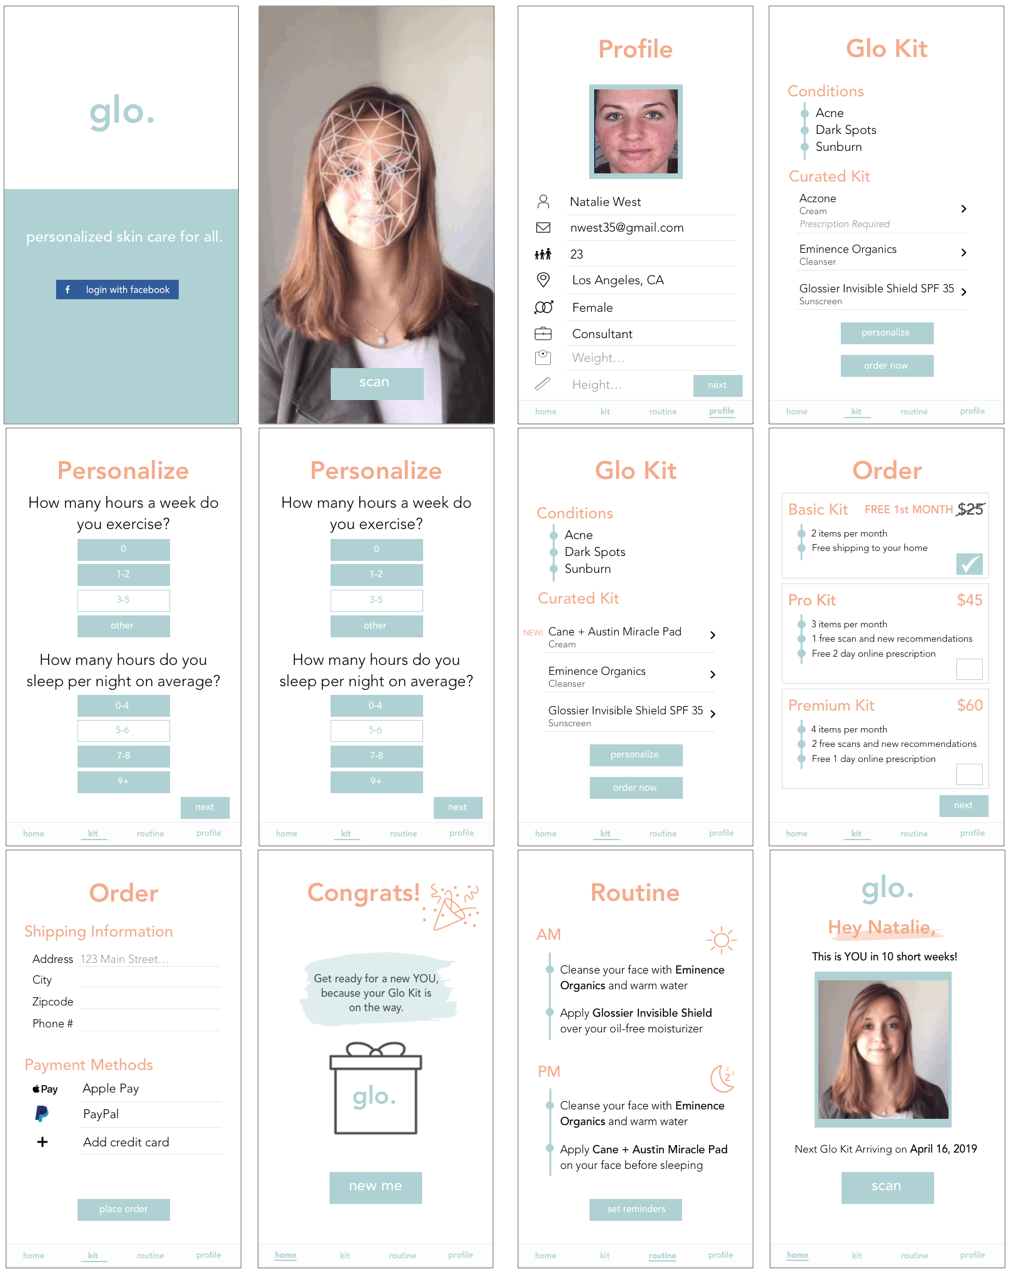 glo.
personalized skin care for all.
f login with facebook
scan
Profile
Natalie West
nwest35@gmail.com
23
Los Angeles, CA
Female
Consultant
Weight...
Height...
next
home kit routine profile
Glo Kit
Conditions
Acne
Dark Spots
Sunburn
Curated Kit
Aczone
Cream
Prescription Required
Eminence Organics
Cleanser
Glossier Invisible Shield SPF 35
Sunscreen
personalize
order now
home kit routine profile
Personalize
How many hours a week do
you exercise?
0
1-2
3-5
other
How many hours do you
sleep per night on average?
0-4
5-6
7-8
9+
next
home kit routine profile
Personalize
How many hours a week do
you exercise?
0
1-2
3-5
other
How many hours do you
sleep per night on average?
0-4
5-6
7-8
9+
next
home kit routine profile
Glo Kit
Conditions
Acne
Dark Spots
Sunburn
Curated Kit
NEW! Cane + Austin Miracle Pad
Cream
Eminence Organics
Cleanser
Glossier Invisible Shield SPF 35
Sunscreen
personalize
order now
home kit routine profile
Order
Basic Kit FREE 1st MONTH $25
2 items per month
Free shipping to your home
Pro Kit $45
3 items per month
1 free scan and new recommendations
Free 2 day online prescription
Premium Kit $60
4 items per month
2 free scans and new recommendations
Free 1 day online prescription
next
home kit routine profile
Order
Shipping Information
Address 123 Main Street...
City
Zipcode
Phone #
Payment Methods
Pay Apple Pay
PayPal
Add credit card
place order
home kit routine profile
Congrats!
Get ready for a new YOU,
because your Glo Kit is
on the way.
glo.
new me
home kit routine profile
Routine
AM
Cleanse your face with Eminence
Organics and warm water
Apply Glossier Invisible Shield
over your oil-free moisturizer
PM
Cleanse your face with Eminence
Organics and warm water
Apply Cane + Austin Miracle Pad
on your face before sleeping
set reminders
home kit routine profile
glo.
Hey Natalie,
This is YOU in 10 short weeks!
Next Glo Kit Arriving on April 16, 2019
scan
home kit routine profile